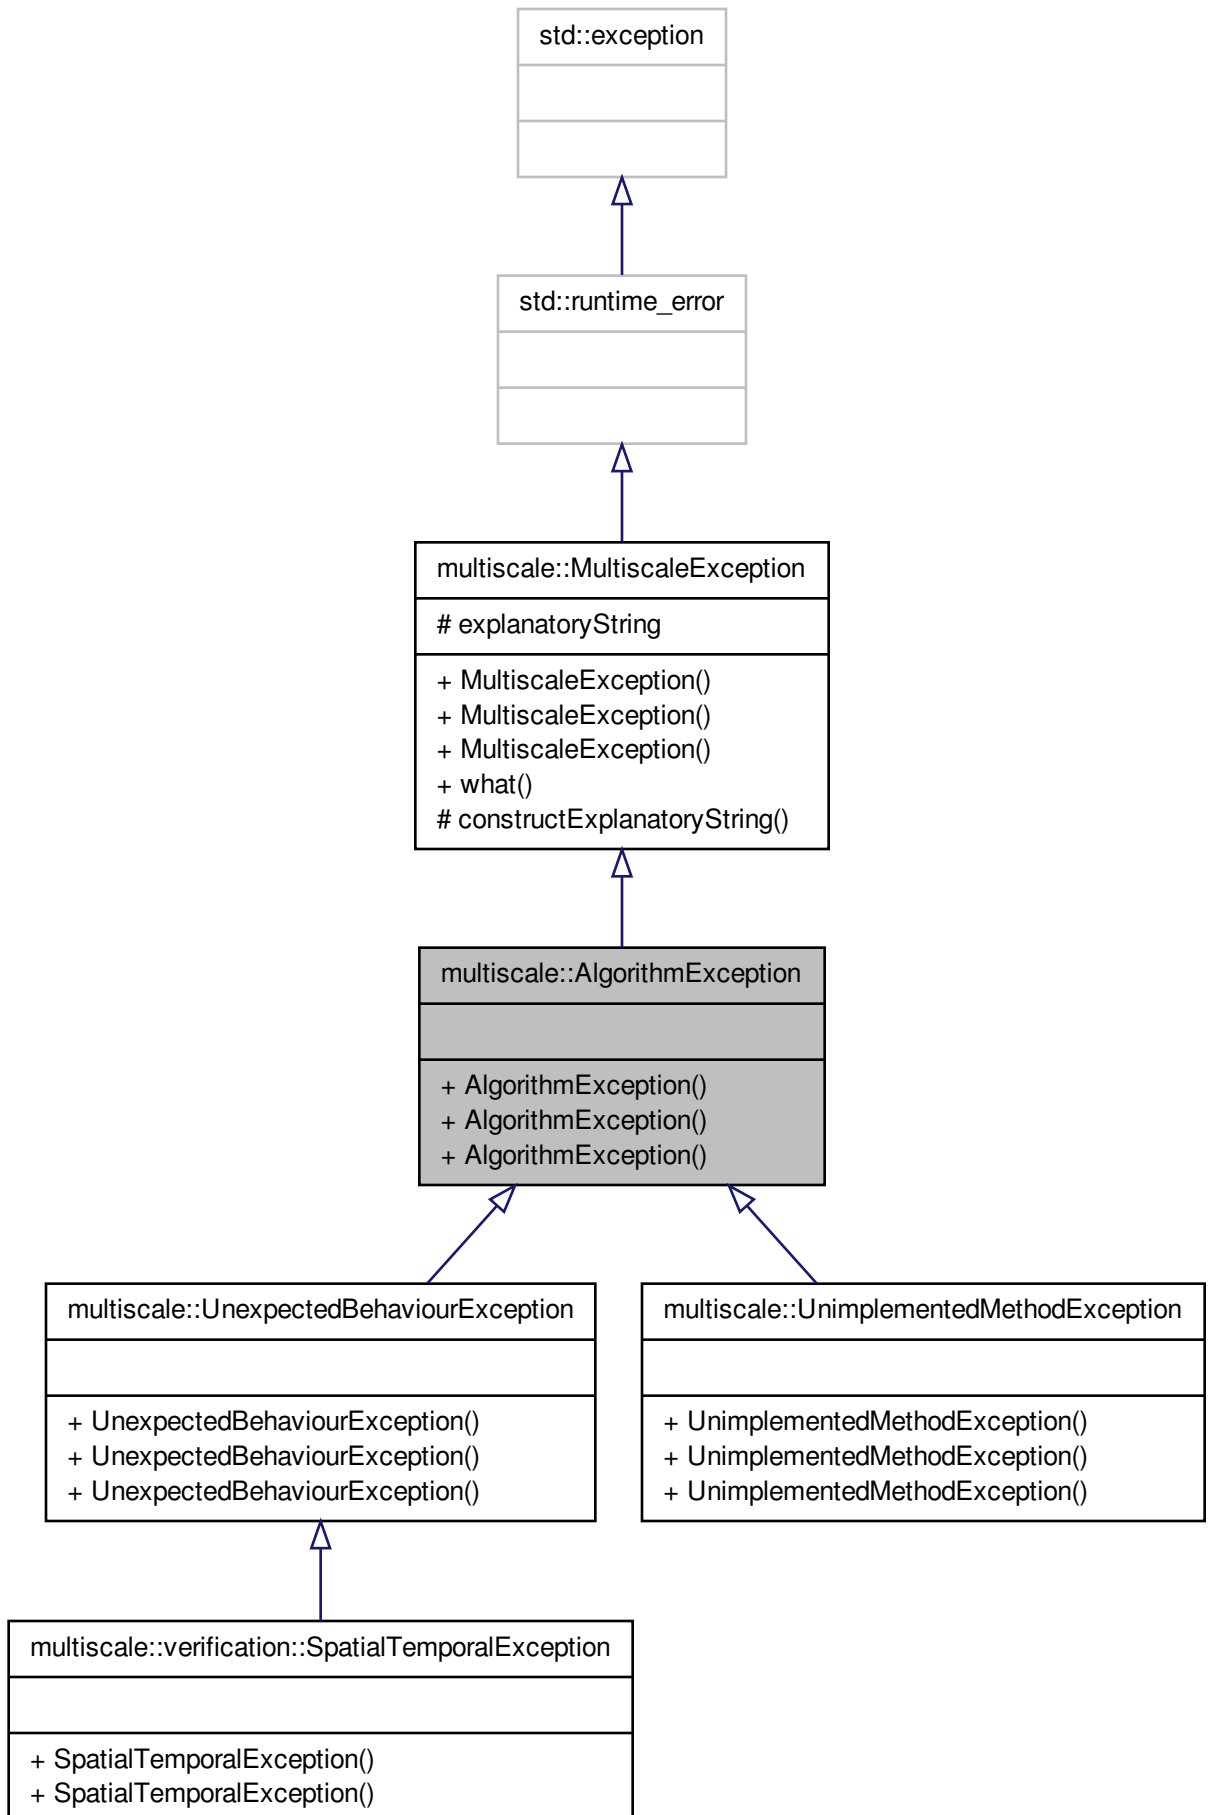 std::exception
std::runtime_error
multiscale::MultiscaleException
# explanatoryString
+ MultiscaleException()
+ MultiscaleException()
+ MultiscaleException()
+ what()
# constructExplanatoryString()
multiscale::AlgorithmException
+ AlgorithmException()
+ AlgorithmException()
+ AlgorithmException()
multiscale::UnexpectedBehaviourException
+ UnexpectedBehaviourException()
+ UnexpectedBehaviourException()
+ UnexpectedBehaviourException()
multiscale::UnimplementedMethodException
+ UnimplementedMethodException()
+ UnimplementedMethodException()
+ UnimplementedMethodException()
multiscale::verification::SpatialTemporalException
+ SpatialTemporalException()
+ SpatialTemporalException()